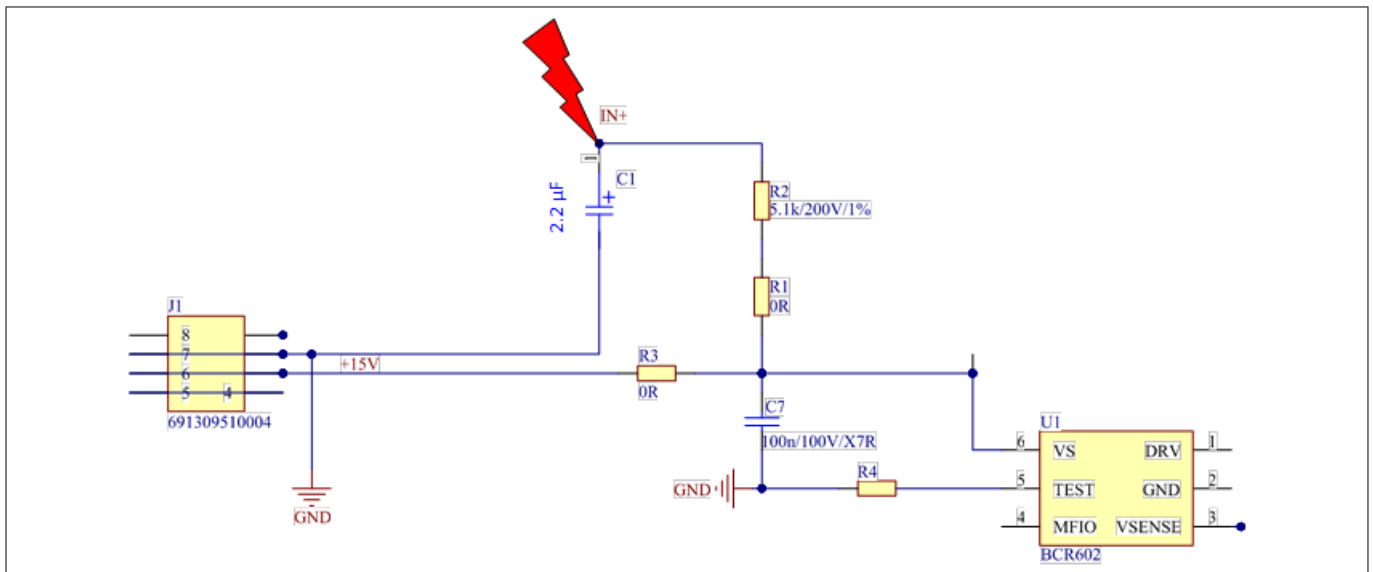 IN+
1
C1
+
2.2 µF
R2
5.1k/200V/1%
R1
0R
J1
8
7
6
5
4
691309510004
+15V
R3
0R
C7
100n/100V/X7R
GND
GND
R4
U1
6
VS
DRV
1
5
TEST
GND
2
4
MFIO
VSENSE
3
BCR602